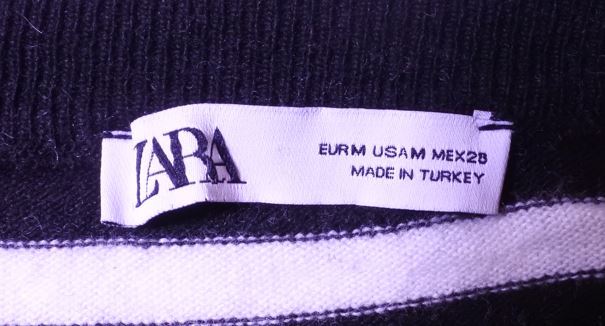 ZARA
EUR M USA M MEX 28
MADE IN TURKEY